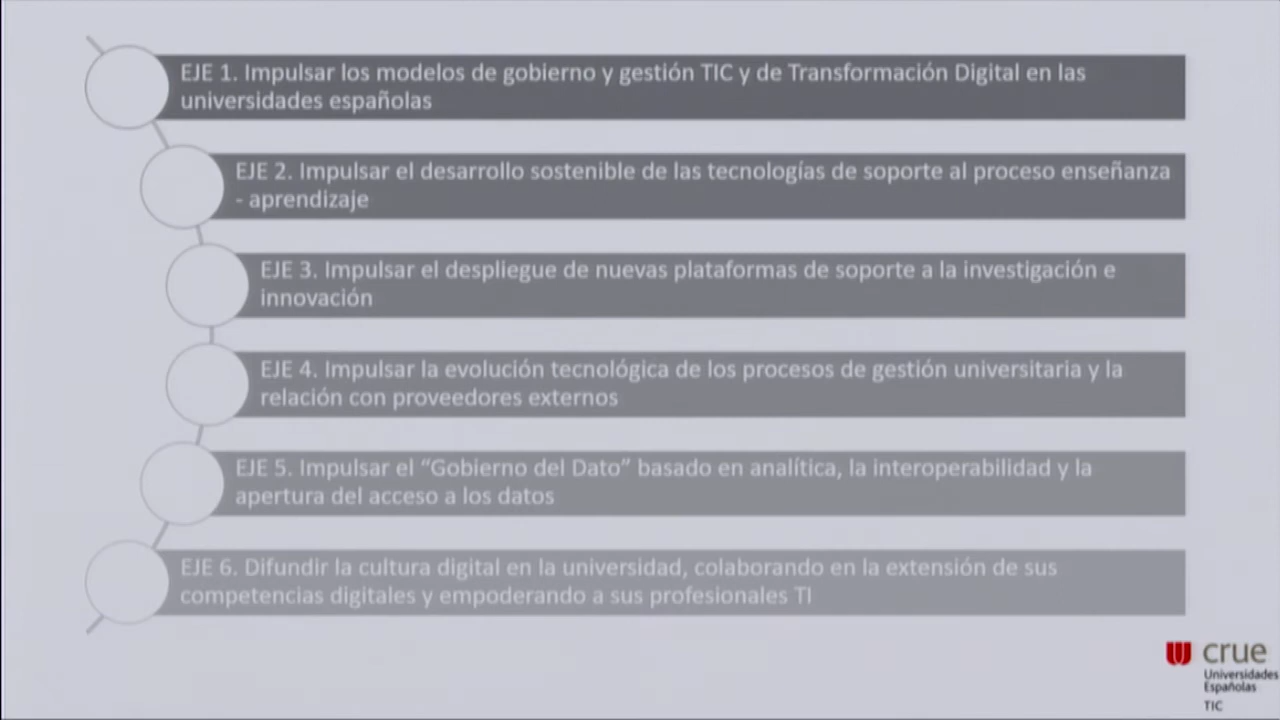 EJE 1. Impulsar los modelos de gobierno y gestión TIC y de Transformación Digital en las
universidades españolas
EJE 2. Impulsar el desarrollo sostenible de las tecnologías de soporte al proceso enseñanza
- aprendizaje
EJE 3. Impulsar el despliegue de nuevas plataformas de soporte a la investigación e
innovación
EJE 4. Impulsar la evolución tecnológica de los procesos de gestión universitaria y la
relación con proveedores externos
EJE 5. Impulsar el “Gobierno del Dato” basado en analítica, la interoperabilidad y la
apertura del acceso a los datos
EJE 6. Difundir la cultura digital en la universidad, colaborando en la extensión de sus
competencias digitales y empoderando a sus profesionales TI
crue
Universidades
Españolas
TIC